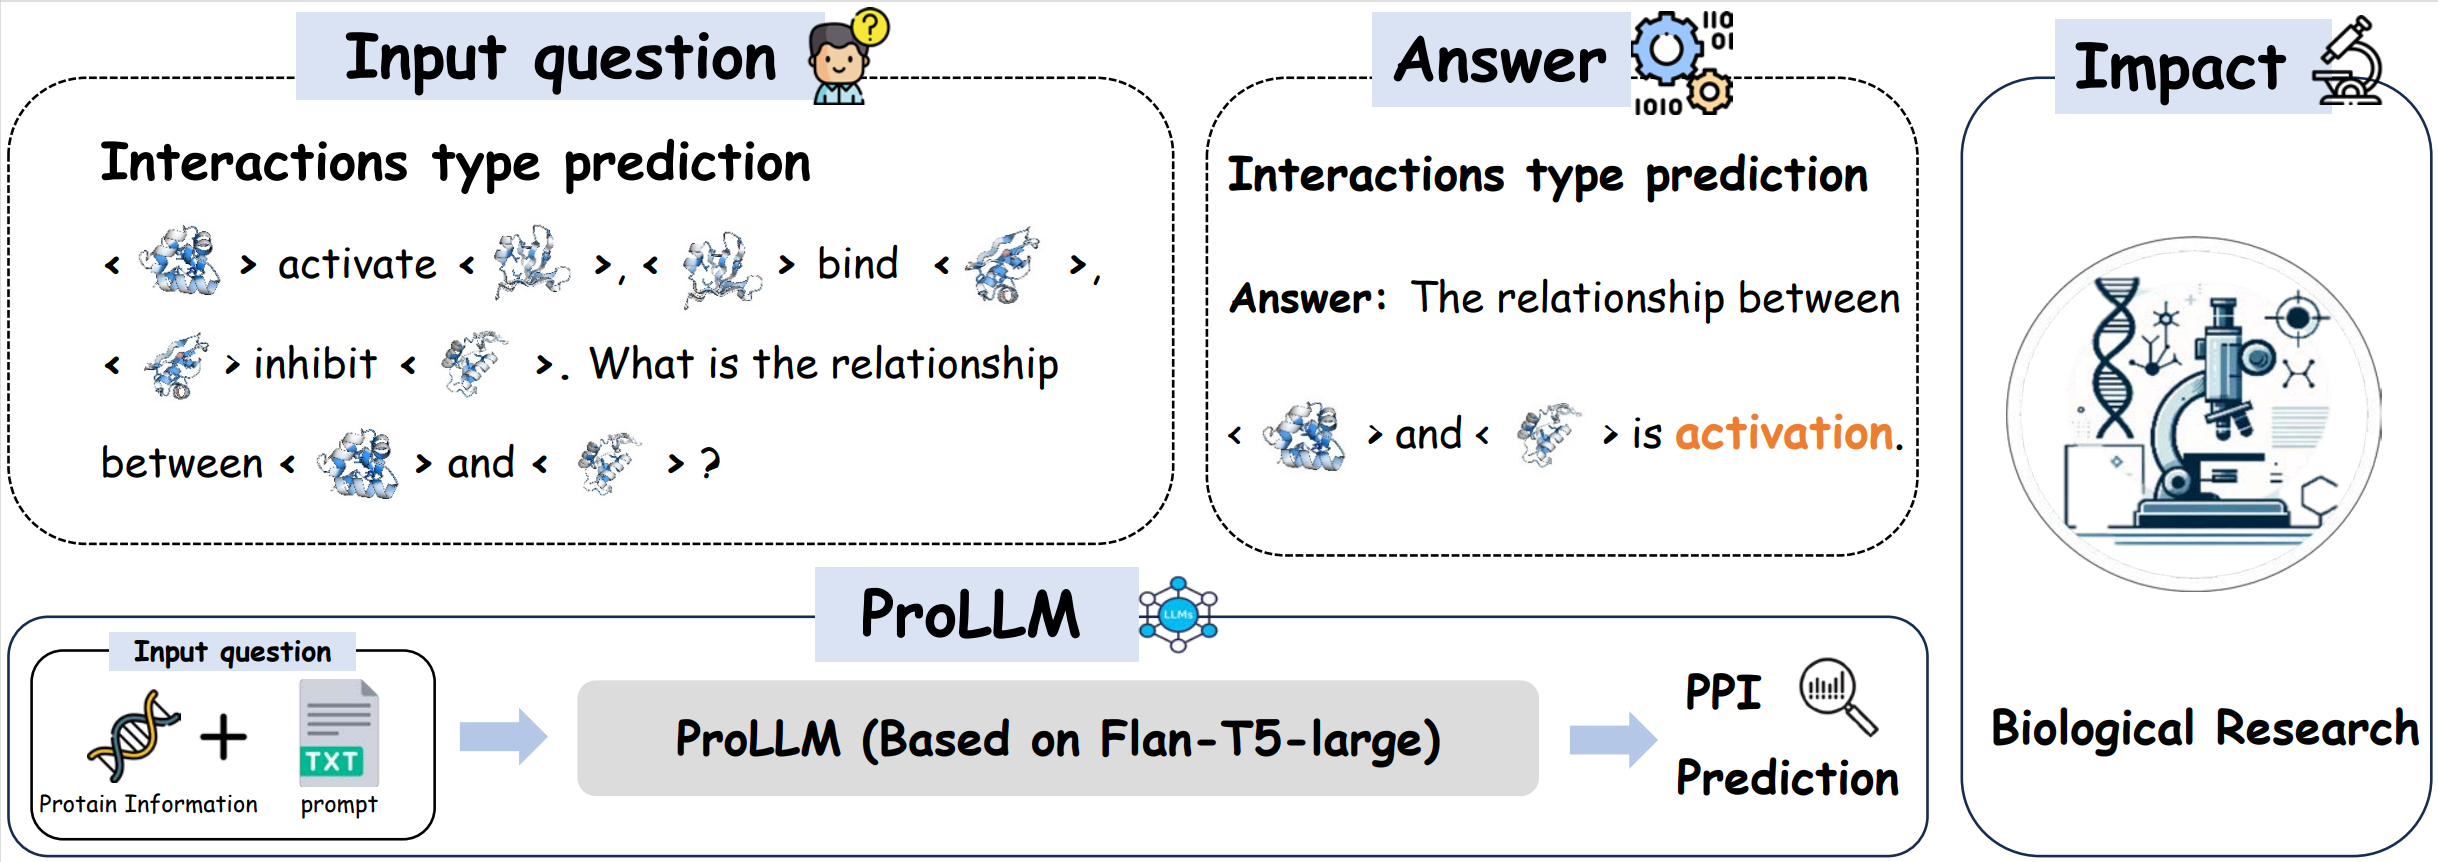 Input question
?
Interactions type prediction
< > activate < >, < > bind < >,
< > inhibit < >. What is the relationship
between < > and < > ?
Answer
110
01
1010
Interactions type prediction
Answer: The relationship between
< > and < > is activation.
Impact
Biological Research
ProLLM
LLMs
Input question
+
TXT
Protain Information
prompt
ProLLM (Based on Flan-T5-large)
PPI
Prediction